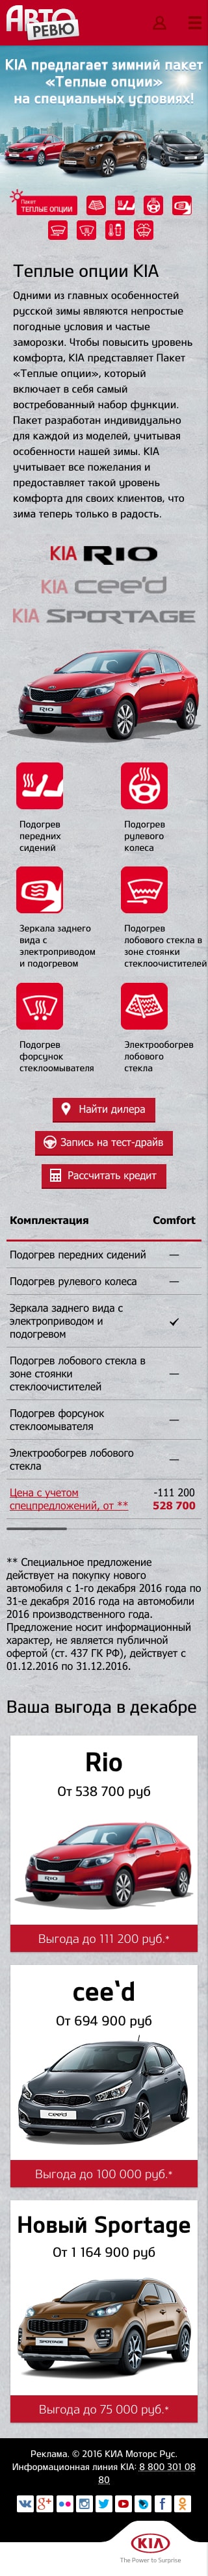 АВТО
РЕВЮ
KIA предлагает зимний пакет
«Теплые опции»
на специальных условиях!
Пакет
ТЕПЛЫЕ ОПЦИИ
Теплые опции KIA
Одними из главных особенностей
русской зимы являются непростые
погодные условия и частые
заморозки. Чтобы повысить уровень
комфорта, KIA представляет Пакет
«Теплые опции», который
включает в себя самый
востребованный набор функции.
Пакет разработан индивидуально
для каждой из моделей, учитывая
особенности нашей зимы. KIA
учитывает все пожелания и
предоставляет такой уровень
комфорта для своих клиентов, что
зима теперь только в радость.
KIA RIO
KIA cee'd
KIA SPORTAGE
RIO
Подогрев
передних
сидений
Подогрев
рулевого
колеса
Зеркала заднего
вида с
электроприводом
и подогревом
Подогрев
лобового стекла в
зоне стоянки
стеклоочистителей
Подогрев
форсунок
стеклоомывателя
Электрообогрев
лобового
стекла
Найти дилера
Запись на тест-драйв
Рассчитать кредит
Комплектация Comfort
Подогрев передних сидений —
Подогрев рулевого колеса —
Зеркала заднего вида с
электроприводом и
подогревом
Подогрев лобового стекла в
зоне стоянки —
стеклоочистителей
Подогрев форсунок
стеклоомывателя —
Электрообогрев лобового
стекла —
Цена с учетом -111 200
спецпредложений, от ** 528 700
** Специальное предложение
действует на покупку нового
автомобиля с 1-го декабря 2016 года по
31-е декабря 2016 года на автомобили
2016 производственного года.
Предложение носит информационный
характер, не является публичной
офертой (ст. 437 ГК РФ), действует с
01.12.2016 по 31.12.2016.
Ваша выгода в декабре
Rio
От 538 700 руб
Выгода до 111 200 руб.*
cee`d
От 694 900 руб
cee'd
Выгода до 100 000 руб.*
Новый Sportage
От 1 164 900 руб
SPORTAGE
Выгода до 75 000 руб.*
Реклама. © 2016 КИА Моторс Рус.
Информационная линия KIA: 8 800 301 08
80
KIA
The Power to Surprise